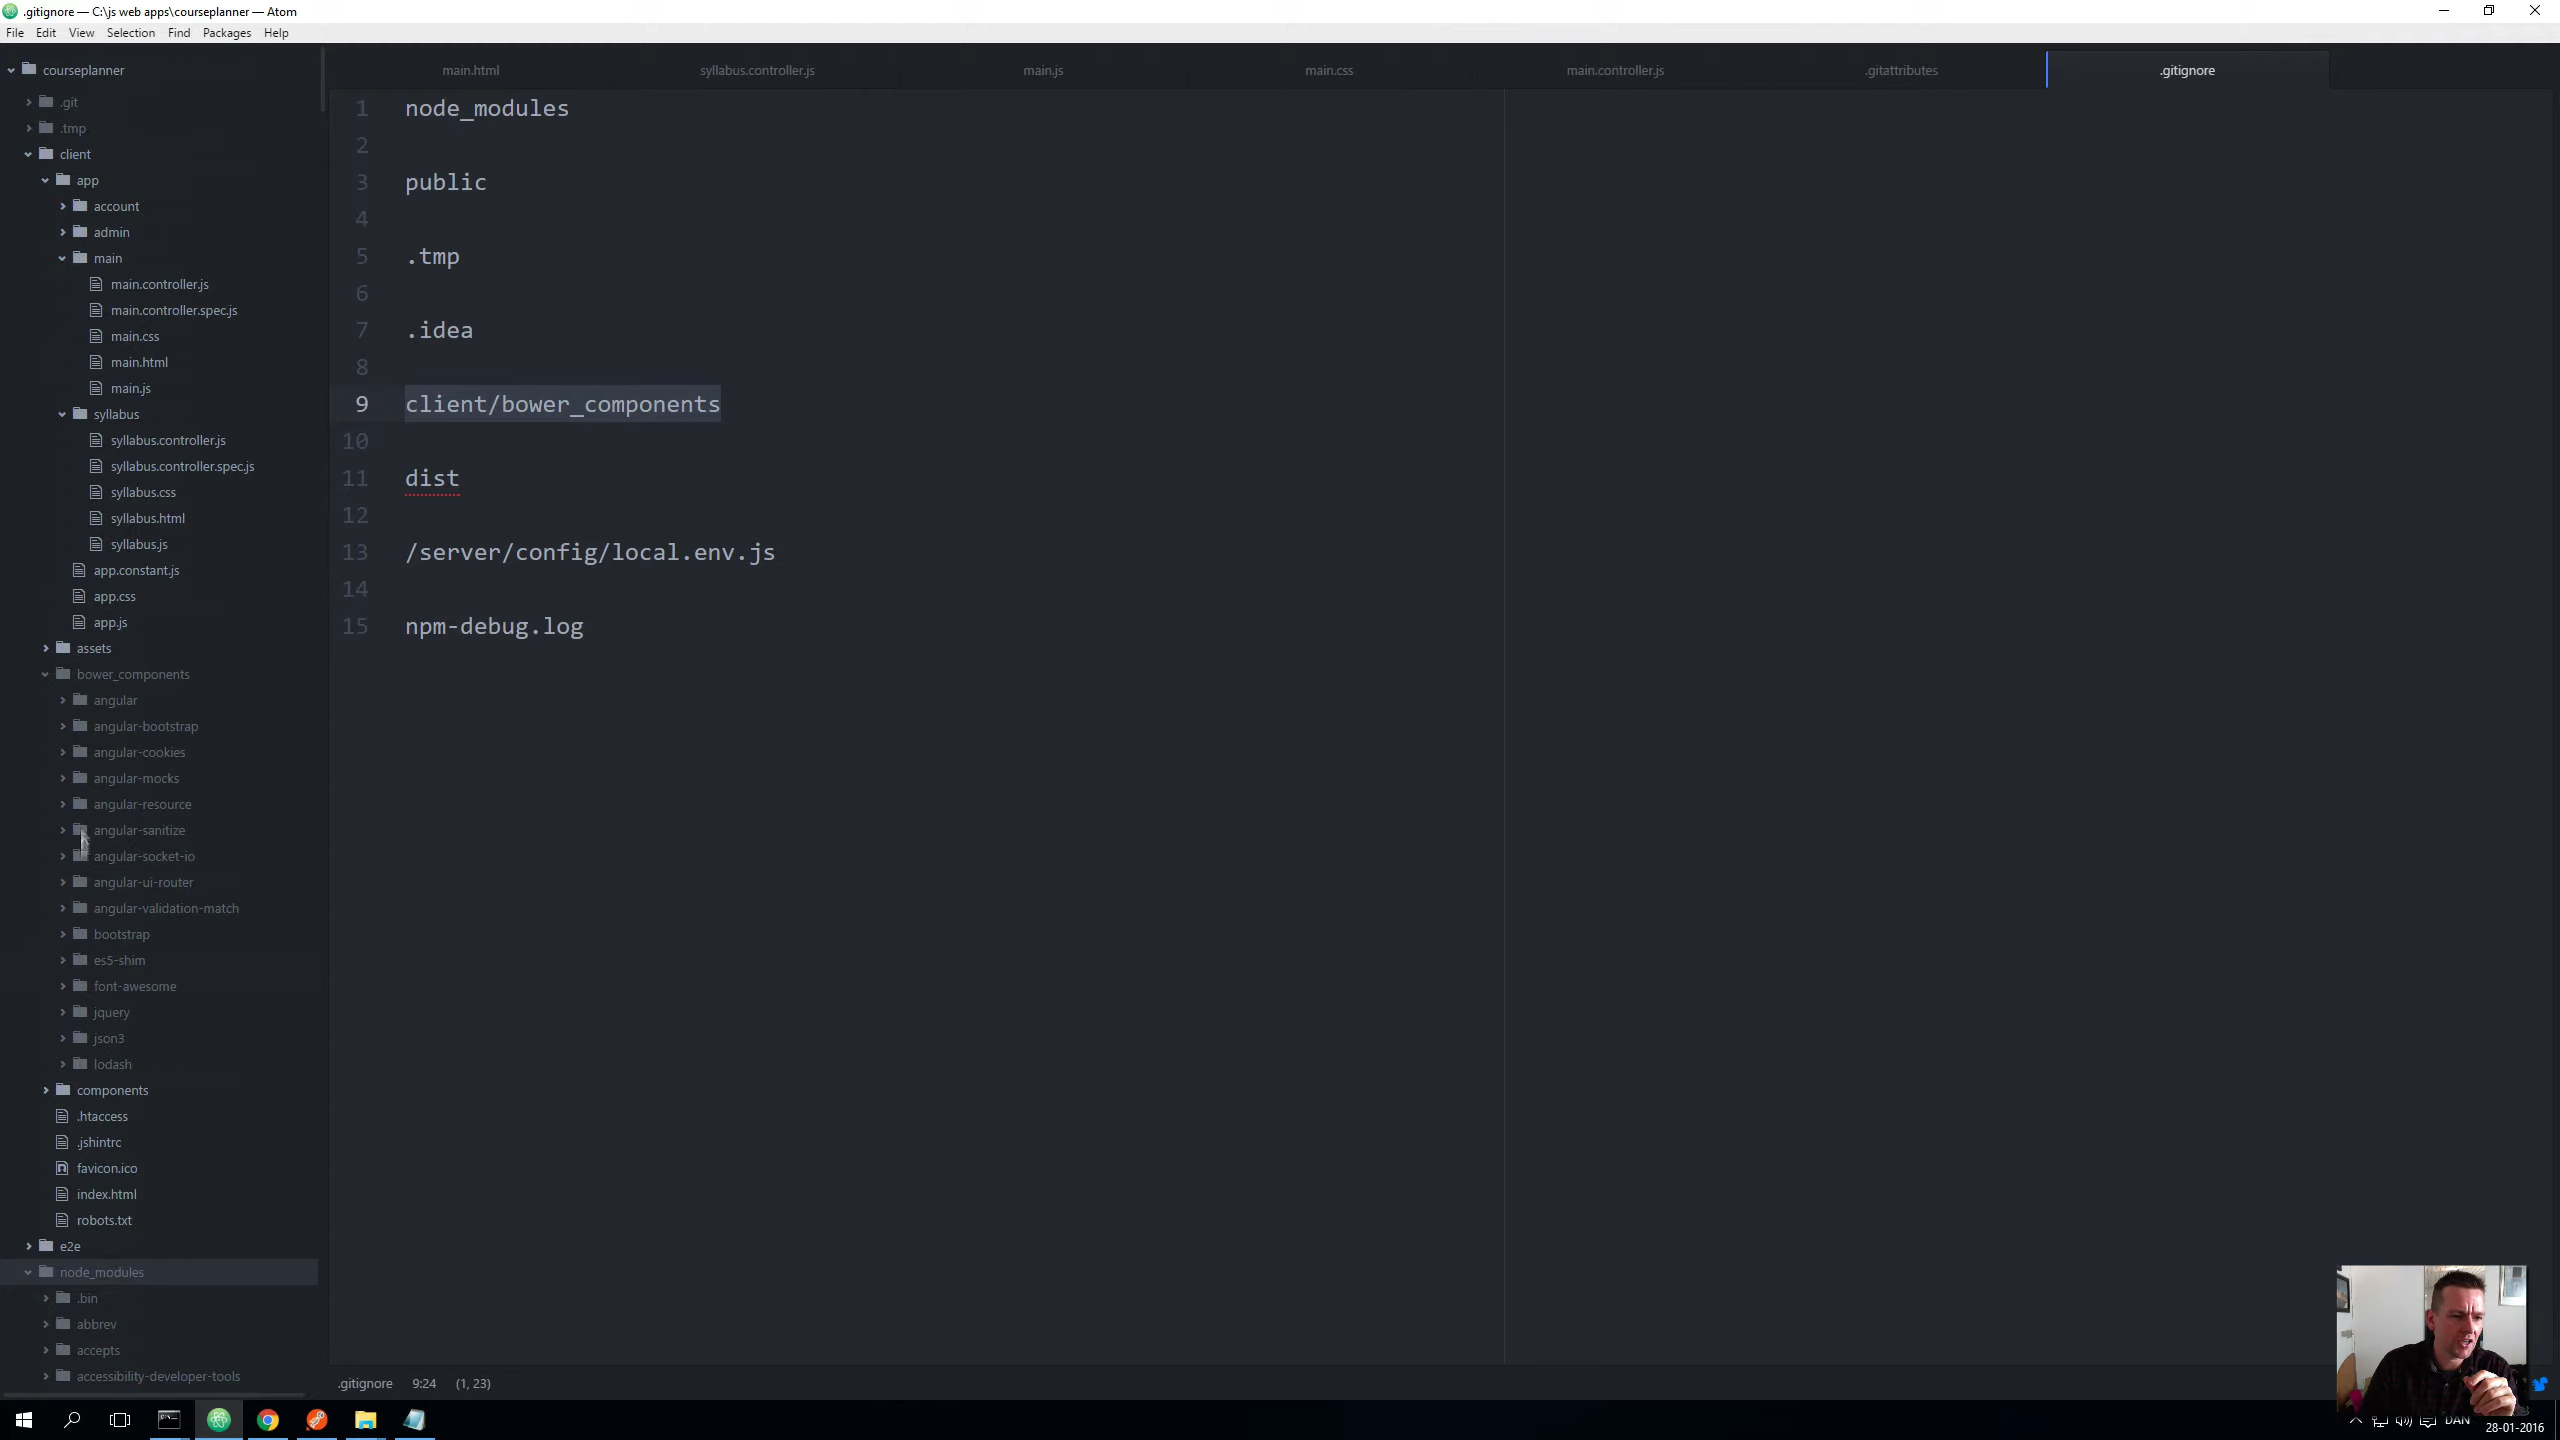 .gitignore — C:\js web apps\courseplanner — Atom
File Edit View Selection Find Packages Help
courseplanner
.git
.tmp
client
app
account
admin
main
main.controller.js
main.controller.spec.js
main.css
main.html
main.js
syllabus
syllabus.controller.js
syllabus.controller.spec.js
syllabus.css
syllabus.html
syllabus.js
app.constant.js
app.css
app.js
assets
bower_components
angular
angular-bootstrap
angular-cookies
angular-mocks
angular-resource
angular-sanitize
angular-socket-io
angular-ui-router
angular-validation-match
bootstrap
es5-shim
font-awesome
jquery
json3
lodash
components
.htaccess
.jshintrc
favicon.ico
index.html
robots.txt
e2e
node_modules
.bin
abbrev
accepts
accessibility-developer-tools
main.html syllabus.controller.js main.js main.css main.controller.js .gitattributes .gitignore
1 node_modules
2
3 public
4
5 .tmp
6
7 .idea
8
9 client/bower_components
10
11 dist
12
13 /server/config/local.env.js
14
15 npm-debug.log
.gitignore 9:24 (1, 23)
DAN
28-01-2016